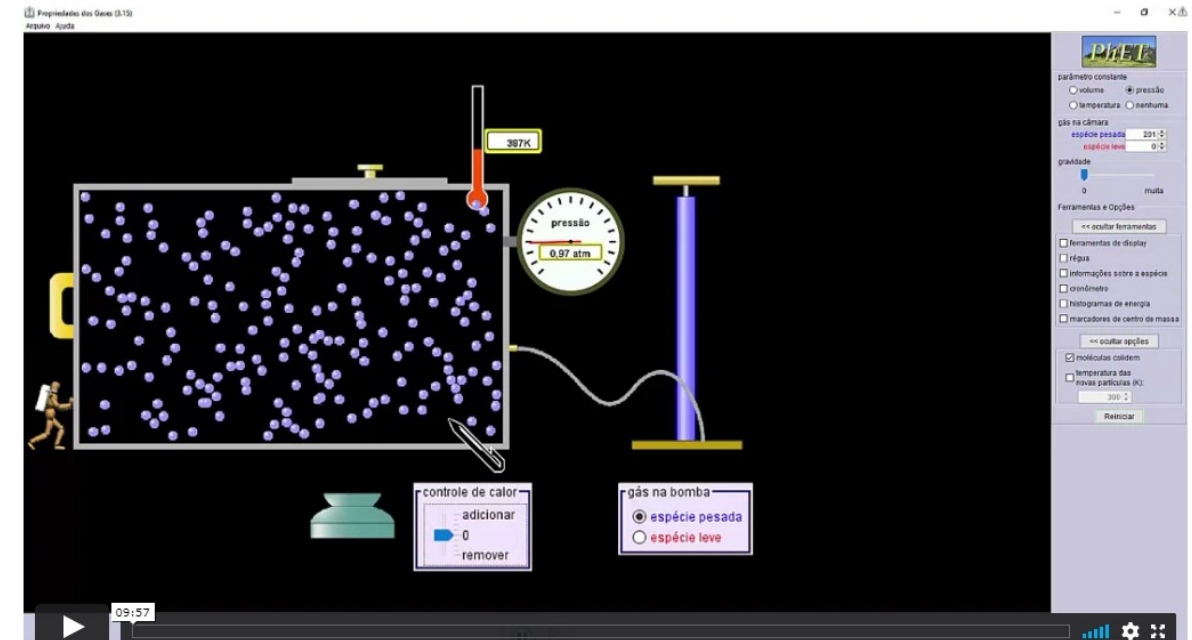 Propriedades dos Gases (3.15)
Arquivo Ajuda
PhET
parâmetro constante
volume pressão
temperatura nenhuma
gás na câmara
espécie pesada 201
espécie leve 0
gravidade
0 muita
Ferramentas e Opções
<< ocultar ferramentas
ferramentas de display
régua
informações sobre a espécie
cronômetro
histogramas de energia
marcadores de centro de massa
<< ocultar opções
moléculas colidem
temperatura das
novas partículas (K):
300
Reiniciar
387K
pressão
0,97 atm
controle de calor
adicionar
0
remover
gás na bomba
espécie pesada
espécie leve
09:57